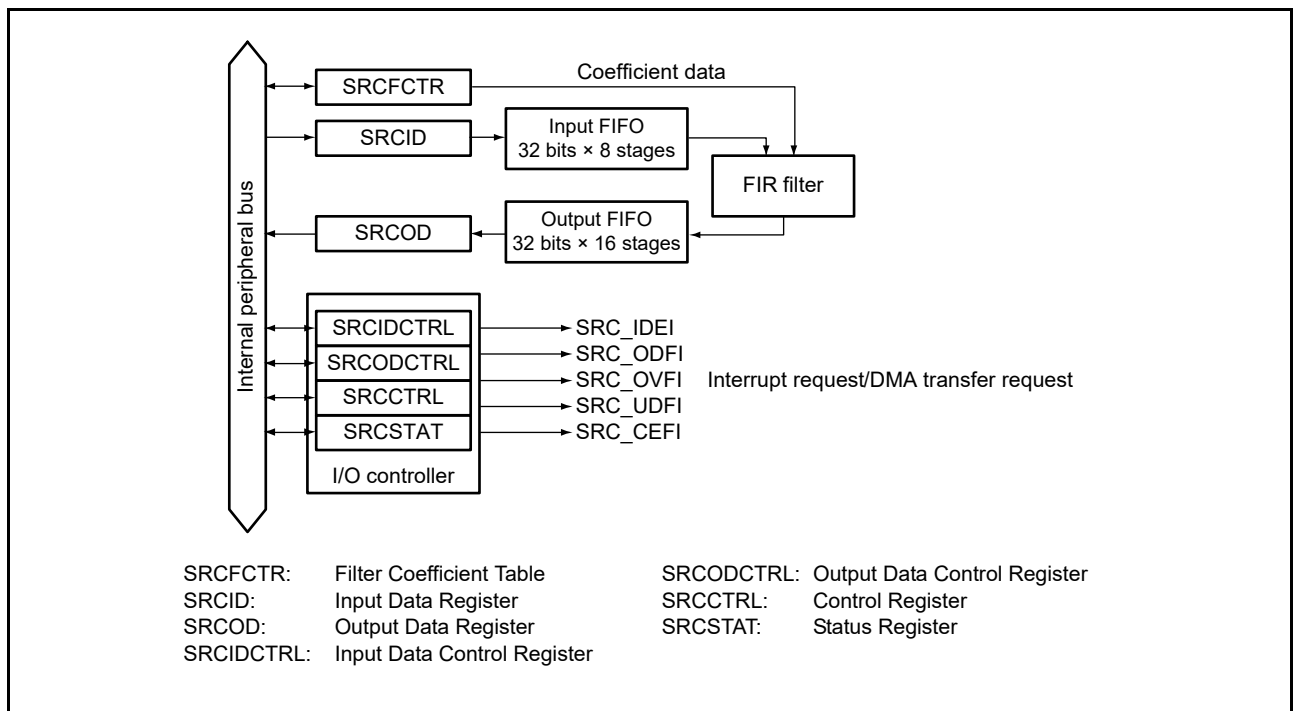 Internal peripheral bus
SRCFCTR
Coefficient data
SRCID
Input FIFO
32 bits × 8 stages
FIR filter
SRCOD
Output FIFO
32 bits × 16 stages
SRCIDCTRL
SRCODCTRL
SRCCTRL
SRCSTAT
I/O controller
SRC_IDEI
SRC_ODFI
SRC_OVFI
SRC_UDFI
SRC_CEFI
Interrupt request/DMA transfer request
SRCFCTR: Filter Coefficient Table
SRCID: Input Data Register
SRCOD: Output Data Register
SRCIDCTRL: Input Data Control Register
SRCODCTRL: Output Data Control Register
SRCCTRL: Control Register
SRCSTAT: Status Register